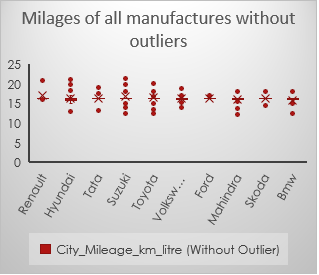 Milages of all manufactures without
outliers
25
20
15
10
5
0
Renault
Hyundai
Tata
Suzuki
Toyota
Volksw…
Ford
Mahindra
Skoda
Bmw
City_Mileage_km_litre (Without Outlier)